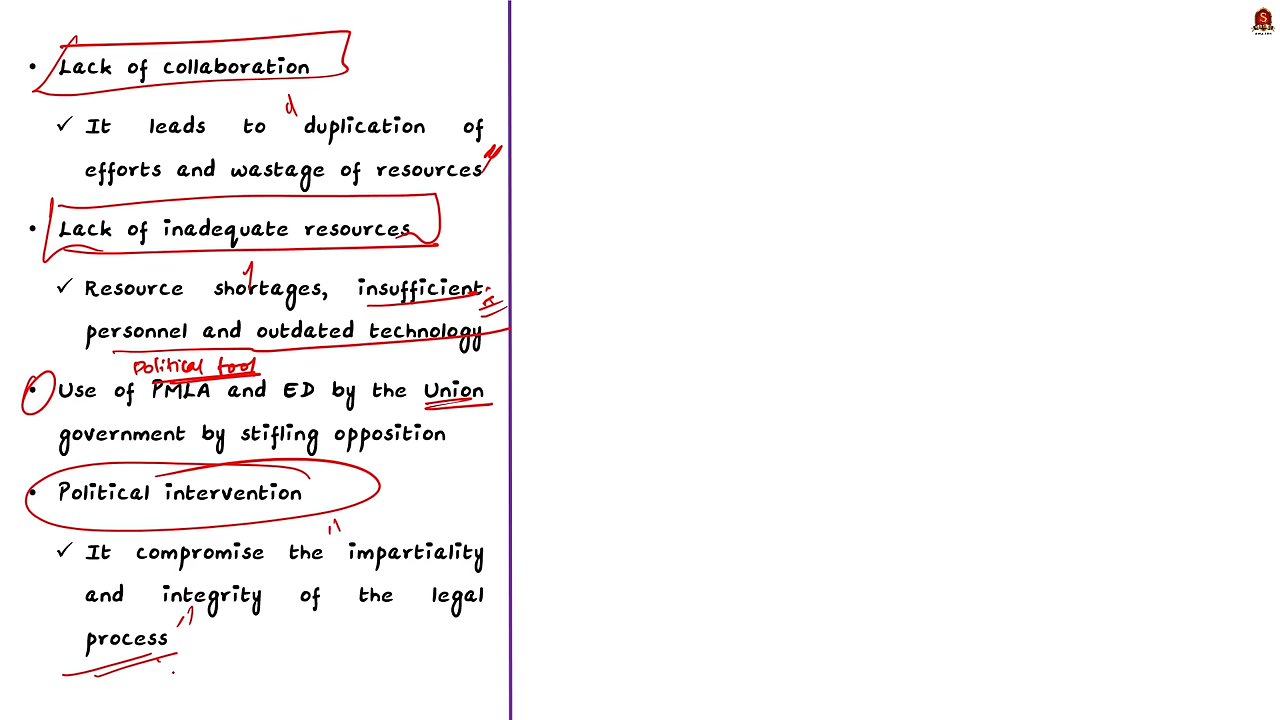 • Lack of collaboration
✓ It leads to duplication of
efforts and wastage of resources
• Lack of inadequate resources
✓ Resource shortages, insufficient
personnel and outdated technology
Political tool
• Use of PMLA and ED by the Union
government by stifling opposition
• Political intervention
✓ It compromise the impartiality
and integrity of the legal
process